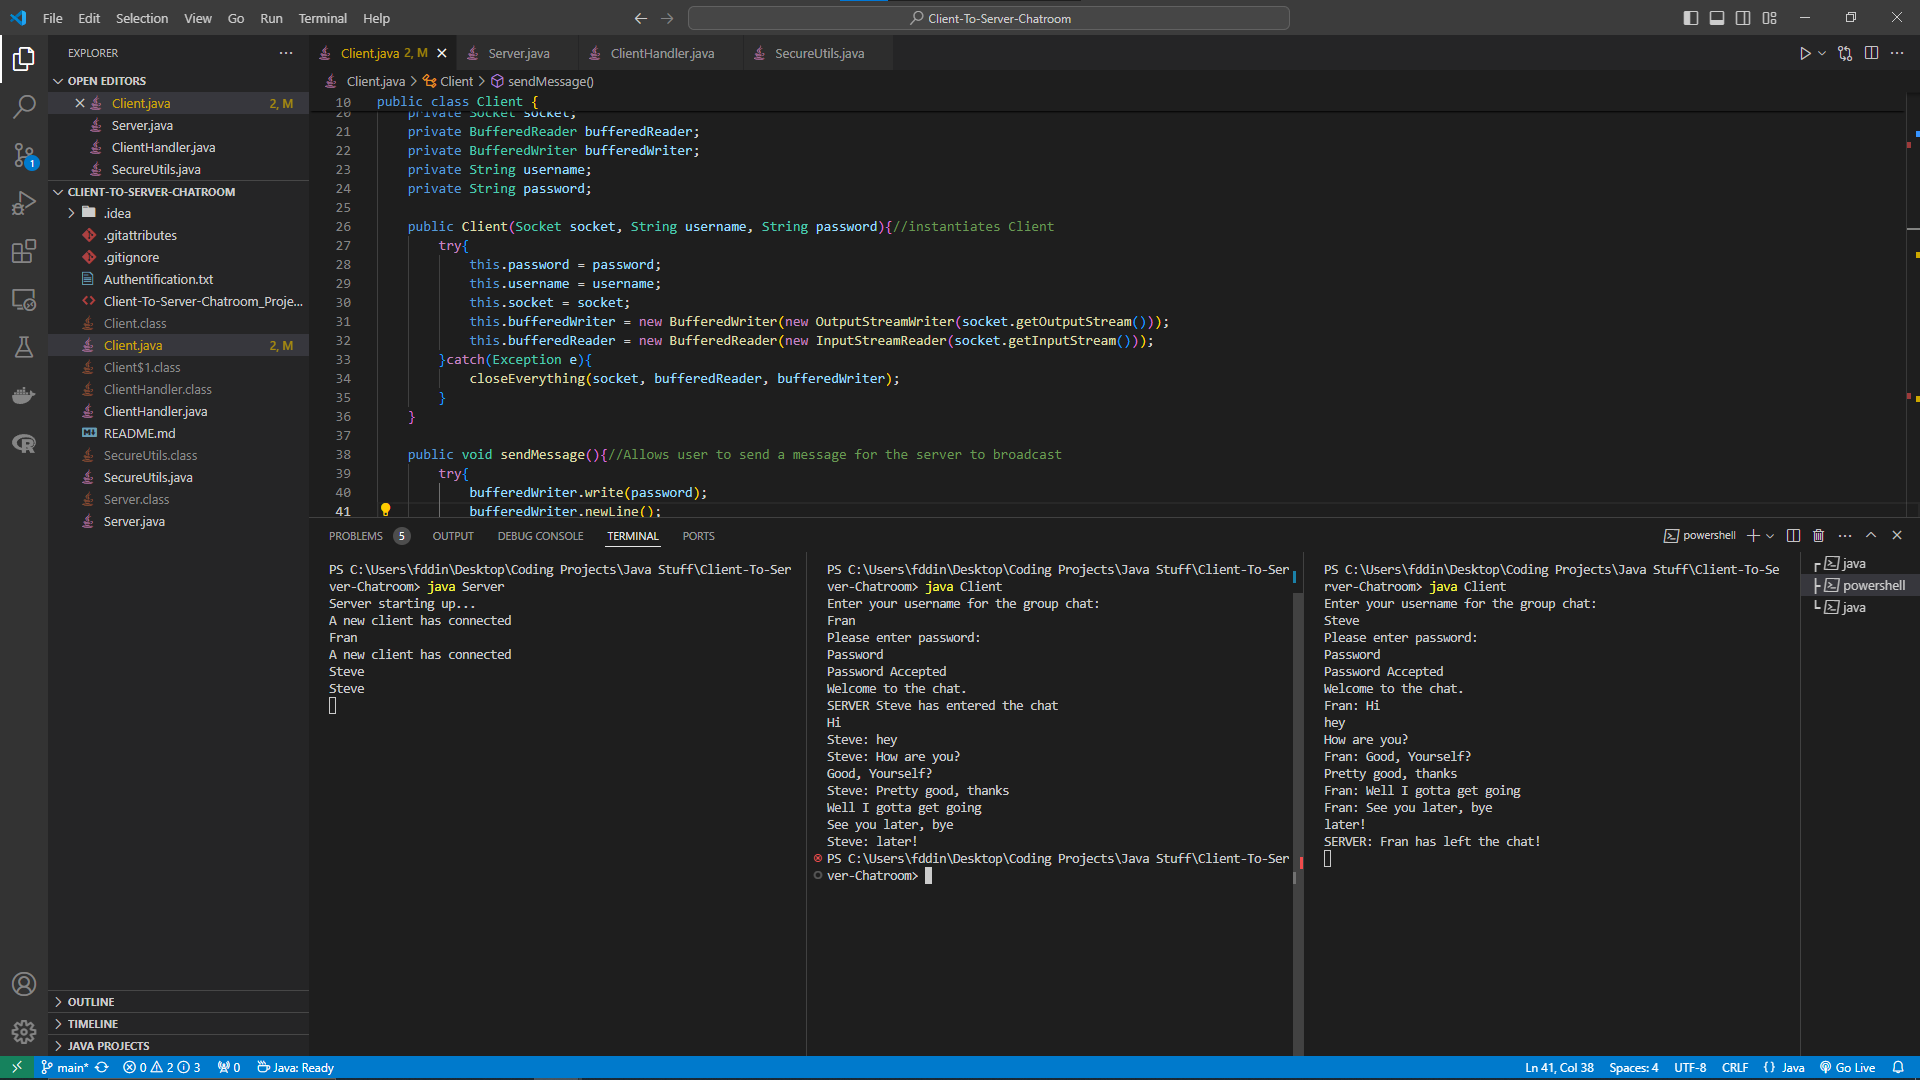 File Edit Selection View Go Run Terminal Help
Client-To-Server-Chatroom
EXPLORER
OPEN EDITORS
Client.java 2, M
Server.java
ClientHandler.java
SecureUtils.java
1
CLIENT-TO-SERVER-CHATROOM
.idea
.gitattributes
.gitignore
Authentification.txt
Client-To-Server-Chatroom_Proje...
Client.class
Client.java 2, M
Client$1.class
ClientHandler.class
ClientHandler.java
README.md
SecureUtils.class
SecureUtils.java
Server.class
Server.java
OUTLINE
TIMELINE
JAVA PROJECTS
Client.java 2, M Server.java ClientHandler.java SecureUtils.java
Client.java > Client > sendMessage()
10 public class Client {
20 private Socket socket;
21 private BufferedReader bufferedReader;
22 private BufferedWriter bufferedWriter;
23 private String username;
24 private String password;
25
26 public Client(Socket socket, String username, String password){//instantiates Client
27 try{
28 this.password = password;
29 this.username = username;
30 this.socket = socket;
31 this.bufferedWriter = new BufferedWriter(new OutputStreamWriter(socket.getOutputStream()));
32 this.bufferedReader = new BufferedReader(new InputStreamReader(socket.getInputStream()));
33 }catch(Exception e){
34 closeEverything(socket, bufferedReader, bufferedWriter);
35 }
36 }
37
38 public void sendMessage(){//Allows user to send a message for the server to broadcast
39 try{
40 bufferedWriter.write(password);
41 bufferedWriter.newLine();
PROBLEMS 5 OUTPUT DEBUG CONSOLE TERMINAL PORTS
powershell
PS C:\Users\fddin\Desktop\Coding Projects\Java Stuff\Client-To-Ser
ver-Chatroom> java Server
Server starting up...
A new client has connected
Fran
A new client has connected
Steve
Steve
PS C:\Users\fddin\Desktop\Coding Projects\Java Stuff\Client-To-Ser
ver-Chatroom> java Client
Enter your username for the group chat:
Fran
Please enter password:
Password
Password Accepted
Welcome to the chat.
SERVER Steve has entered the chat
Hi
Steve: hey
Steve: How are you?
Good, Yourself?
Steve: Pretty good, thanks
Well I gotta get going
See you later, bye
Steve: later!
PS C:\Users\fddin\Desktop\Coding Projects\Java Stuff\Client-To-Ser
ver-Chatroom>
PS C:\Users\fddin\Desktop\Coding Projects\Java Stuff\Client-To-Se
rver-Chatroom> java Client
Enter your username for the group chat:
Steve
Please enter password:
Password
Password Accepted
Welcome to the chat.
Fran: Hi
hey
How are you?
Fran: Good, Yourself?
Pretty good, thanks
Fran: Well I gotta get going
Fran: See you later, bye
later!
SERVER: Fran has left the chat!
java
powershell
java
main* 0 2 3 0 Java: Ready
Ln 41, Col 38 Spaces: 4 UTF-8 CRLF {} Java Go Live